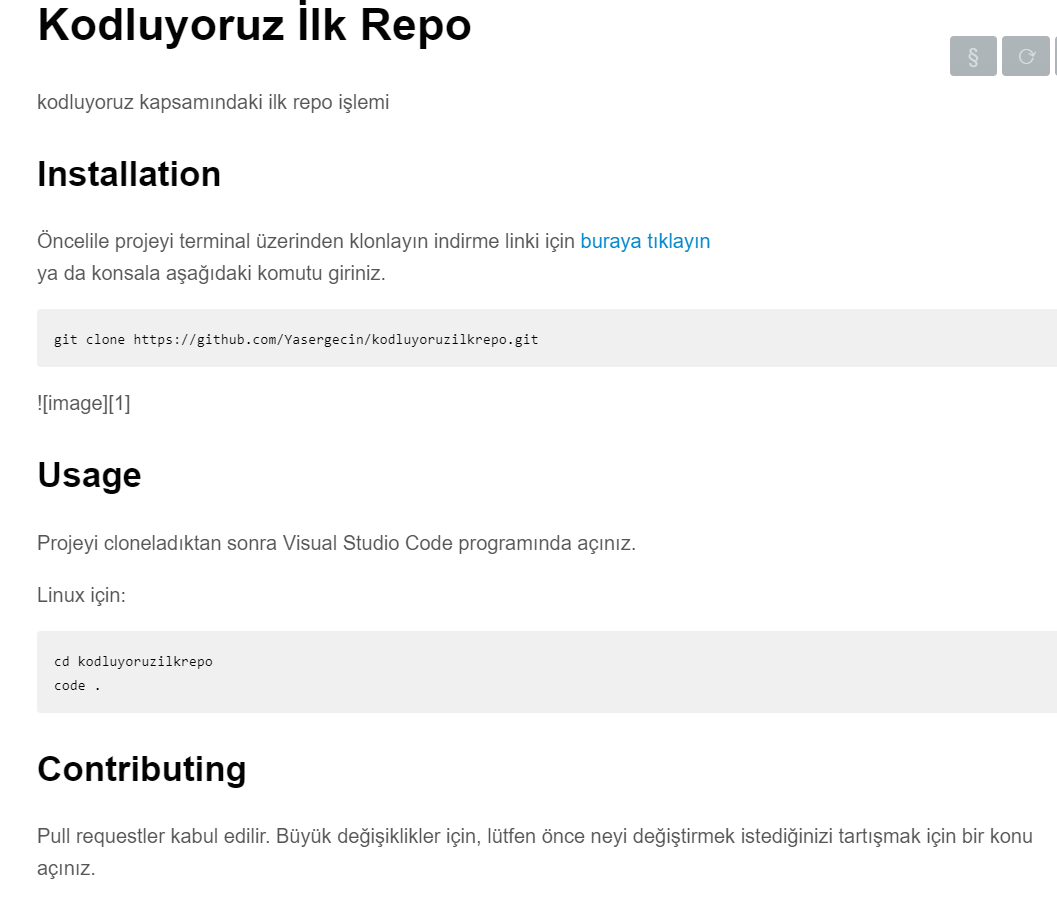 Kodluyoruz İlk Repo
§
kodluyoruz kapsamındaki ilk repo işlemi
Installation
Öncelile projeyi terminal üzerinden klonlayın indirme linki için buraya tıklayın
ya da konsala aşağıdaki komutu giriniz.
git clone https://github.com/Yasergecin/kodluyoruzilkrepo.git
![image][1]
Usage
Projeyi cloneladıktan sonra Visual Studio Code programında açınız.
Linux için:
cd kodluyoruzilkrepo
code .
Contributing
Pull requestler kabul edilir. Büyük değişiklikler için, lütfen önce neyi değiştirmek istediğinizi tartışmak için bir konu
açınız.